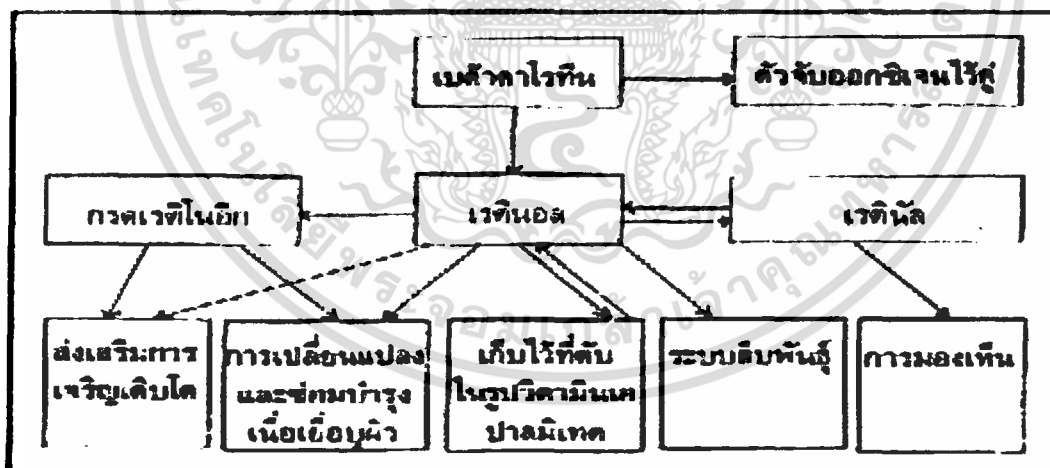 เบต้าคาโรทีน
ตัวจับออกซิเจนไร้คู่
กรดเรติโนอิก
เรตินอล
เรตินัล
ส่งเสริมการ
เจริญเติบโต
การเปลี่ยนแปลง
และซ่อมบำรุง
เนื้อเยื่อบุผิว
เก็บไว้ที่ตับ
ในรูปวิตามินเค
ปาลมิเทต
ระบบสืบพันธุ์
การมองเห็น